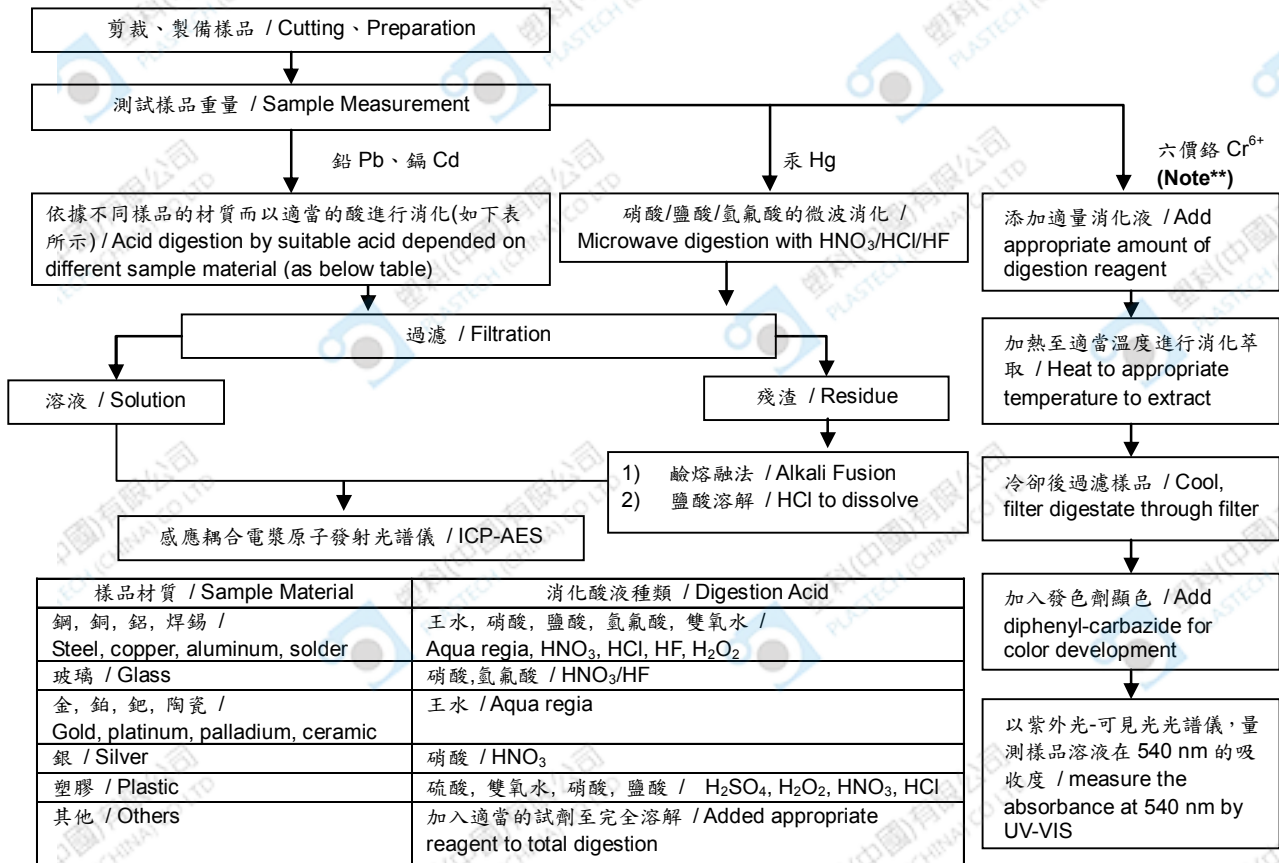 剪裁、製備樣品 / Cutting、Preparation
測試樣品重量 / Sample Measurement
鉛 Pb、鎘 Cd
汞 Hg
六價鉻 Cr⁶⁺
(Note**)
依據不同樣品的材質而以適當的酸進行消化(如下表
所示) / Acid digestion by suitable acid depended on
different sample material (as below table)
硝酸/鹽酸/氫氟酸的微波消化 /
Microwave digestion with HNO₃/HCl/HF
添加適量消化液 / Add
appropriate amount of
digestion reagent
過濾 / Filtration
加熱至適當溫度進行消化萃
取 / Heat to appropriate
temperature to extract
溶液 / Solution
殘渣 / Residue
1) 鹼熔融法 / Alkali Fusion
2) 鹽酸溶解 / HCl to dissolve
冷卻後過濾樣品 / Cool,
filter digestate through filter
感應耦合電漿原子發射光譜儀 / ICP-AES
加入發色劑顯色 / Add
diphenyl-carbazide for
color development
以紫外光-可見光光譜儀，量
測樣品溶液在 540 nm 的吸
收度 / measure the
absorbance at 540 nm by
UV-VIS
樣品材質 / Sample Material
消化酸液種類 / Digestion Acid
鋼, 銅, 鋁, 焊錫 /
Steel, copper, aluminum, solder
王水, 硝酸, 鹽酸, 氫氟酸, 雙氧水 /
Aqua regia, HNO₃, HCl, HF, H₂O₂
玻璃 / Glass
硝酸,氫氟酸 / HNO₃/HF
金, 鉑, 鈀, 陶瓷 /
Gold, platinum, palladium, ceramic
王水 / Aqua regia
銀 / Silver
硝酸 / HNO₃
塑膠 / Plastic
硫酸, 雙氧水, 硝酸, 鹽酸 / H₂SO₄, H₂O₂, HNO₃, HCl
其他 / Others
加入適當的試劑至完全溶解 / Added appropriate
reagent to total digestion
塑科(中國)有限公司
PLASTECH (CHINA) CO LTD